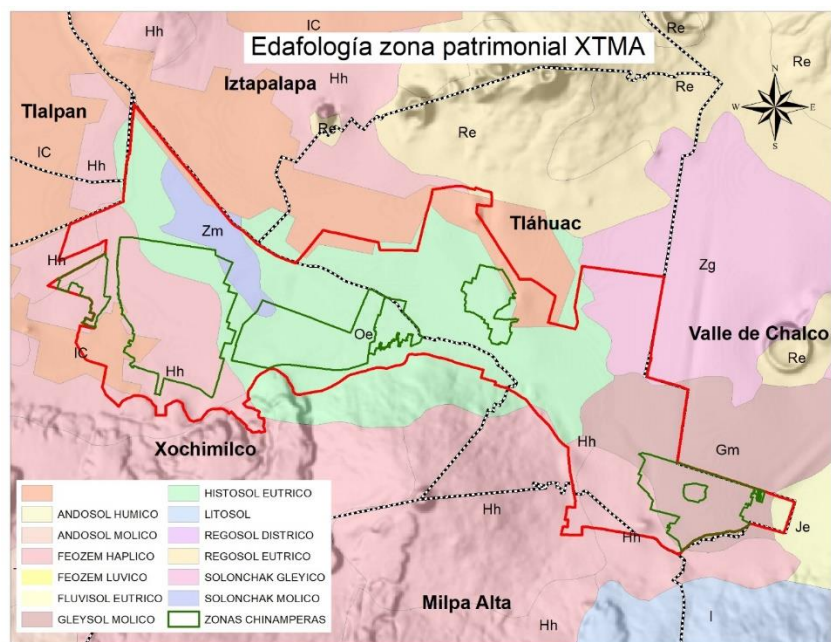 IC
Hh
Edafología zona patrimonial XTMA
Re
Re
Iztapalapa
Hh
Re
N
W
E
S
Tlalpan
Re
Re
IC
Hh
Tláhuac
Zm
Zg
Hh
Valle de Chalco
Oe
Re
IC
Hh
Xochimilco
Hh
Gm
Hh
Je
Hh
HISTOSOL EUTRICO
ANDOSOL HUMICO
LITOSOL
ANDOSOL MOLICO
REGOSOL DISTRICO
FEOZEM HAPLICO
REGOSOL EUTRICO
FEOZEM LUVICO
SOLONCHAK GLEYICO
FLUVISOL EUTRICO
SOLONCHAK MOLICO
GLEYSOL MOLICO
ZONAS CHINAMPERAS
Milpa Alta
Hh
I